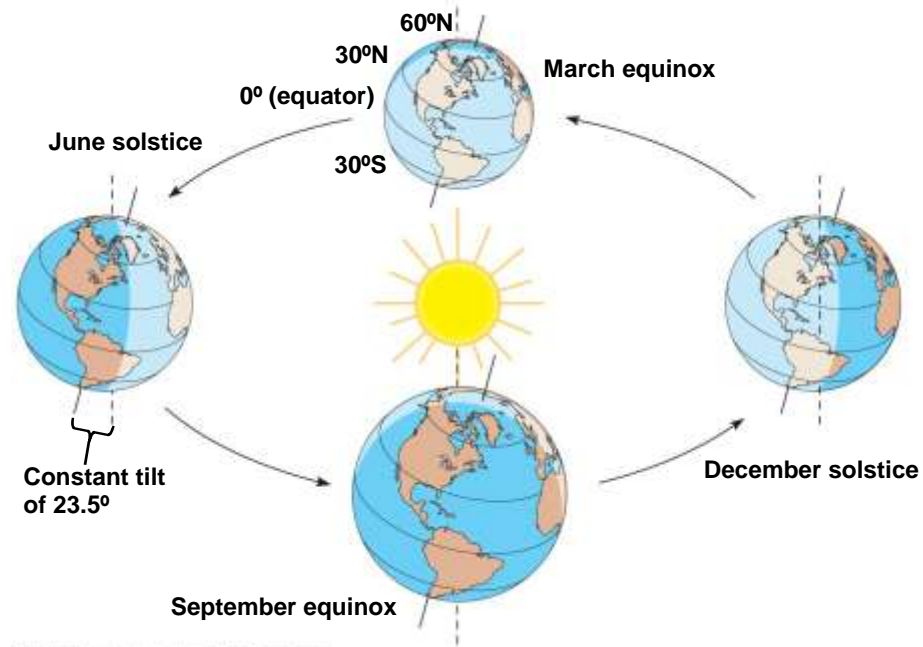 60ºN
30ºN
March equinox
0º (equator)
June solstice
30ºS
Constant tilt
of 23.5º
December solstice
September equinox